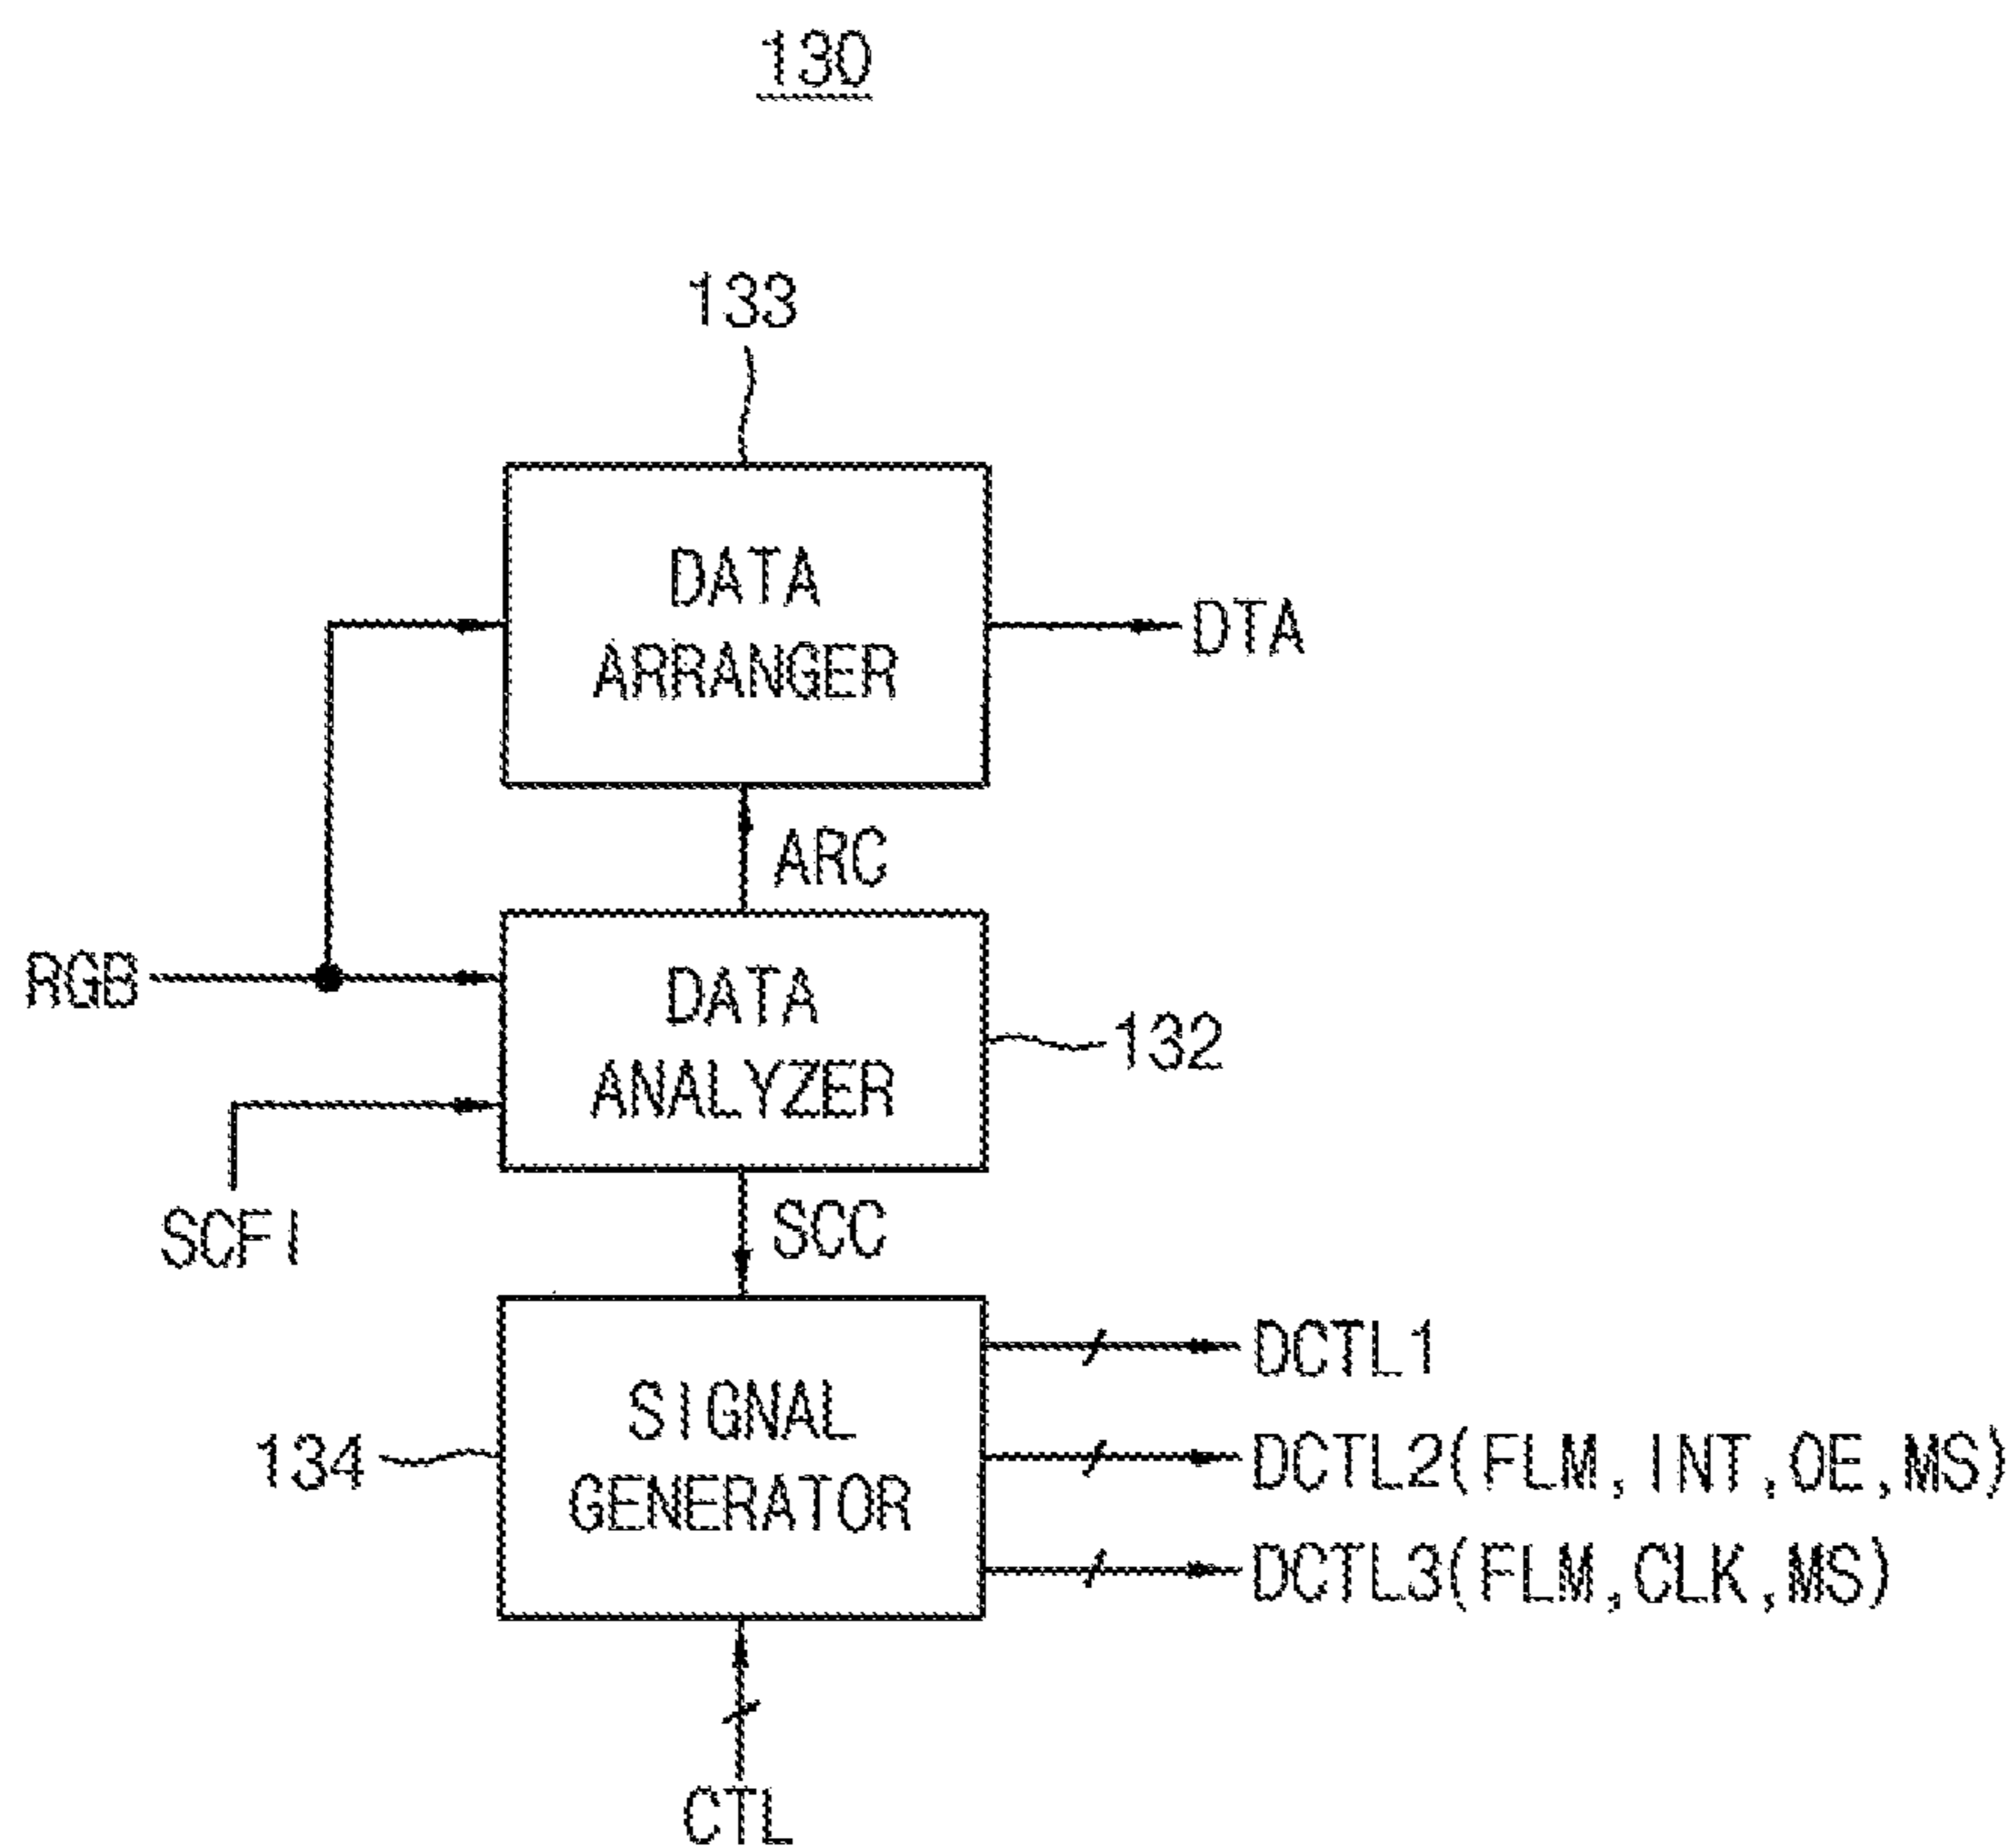 130
133
DATA
ARRANGER
DTA
ARC
RGB
DATA
ANALYZER
132
SCFI
SCC
SIGNAL
GENERATOR
134
DCTL1
DCTL2(FLM,INT,OE,MS)
DCTL3(FLM,CLK,MS)
CTL